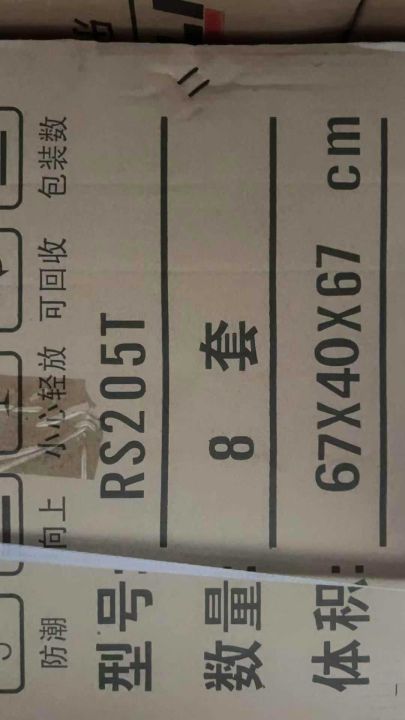 防潮 向上 小心轻放 可回收 包装数
型号: RS205T
数量: 8 套
体积: 67X40X67 cm